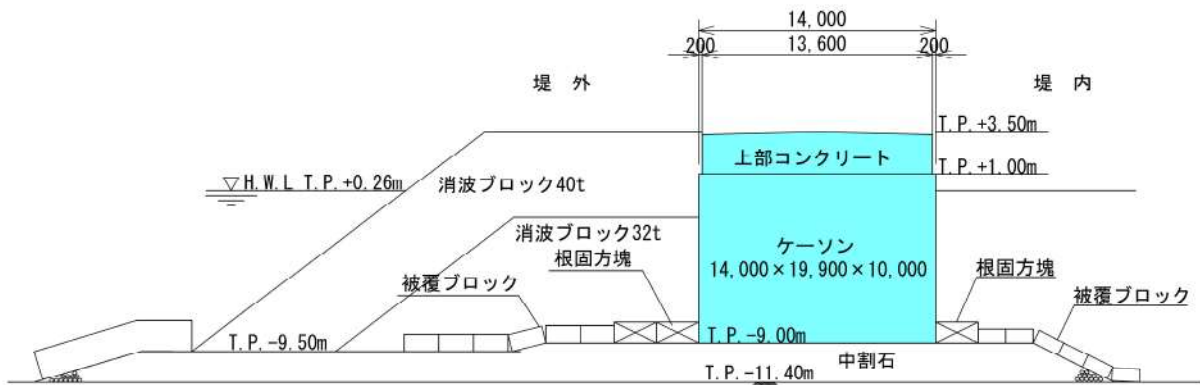 14,000
200 13,600 200
堤 外
堤 内
T.P.+3.50m
上部コンクリート
T.P.+1.00m
H.W.L T.P.+0.26m
消波ブロック40t
消波ブロック32t
ケーソン
14,000×19,900×10,000
根固方塊
根固方塊
被覆ブロック
被覆ブロック
T.P.-9.50m
T.P.-9.00m
中割石
T.P.-11.40m